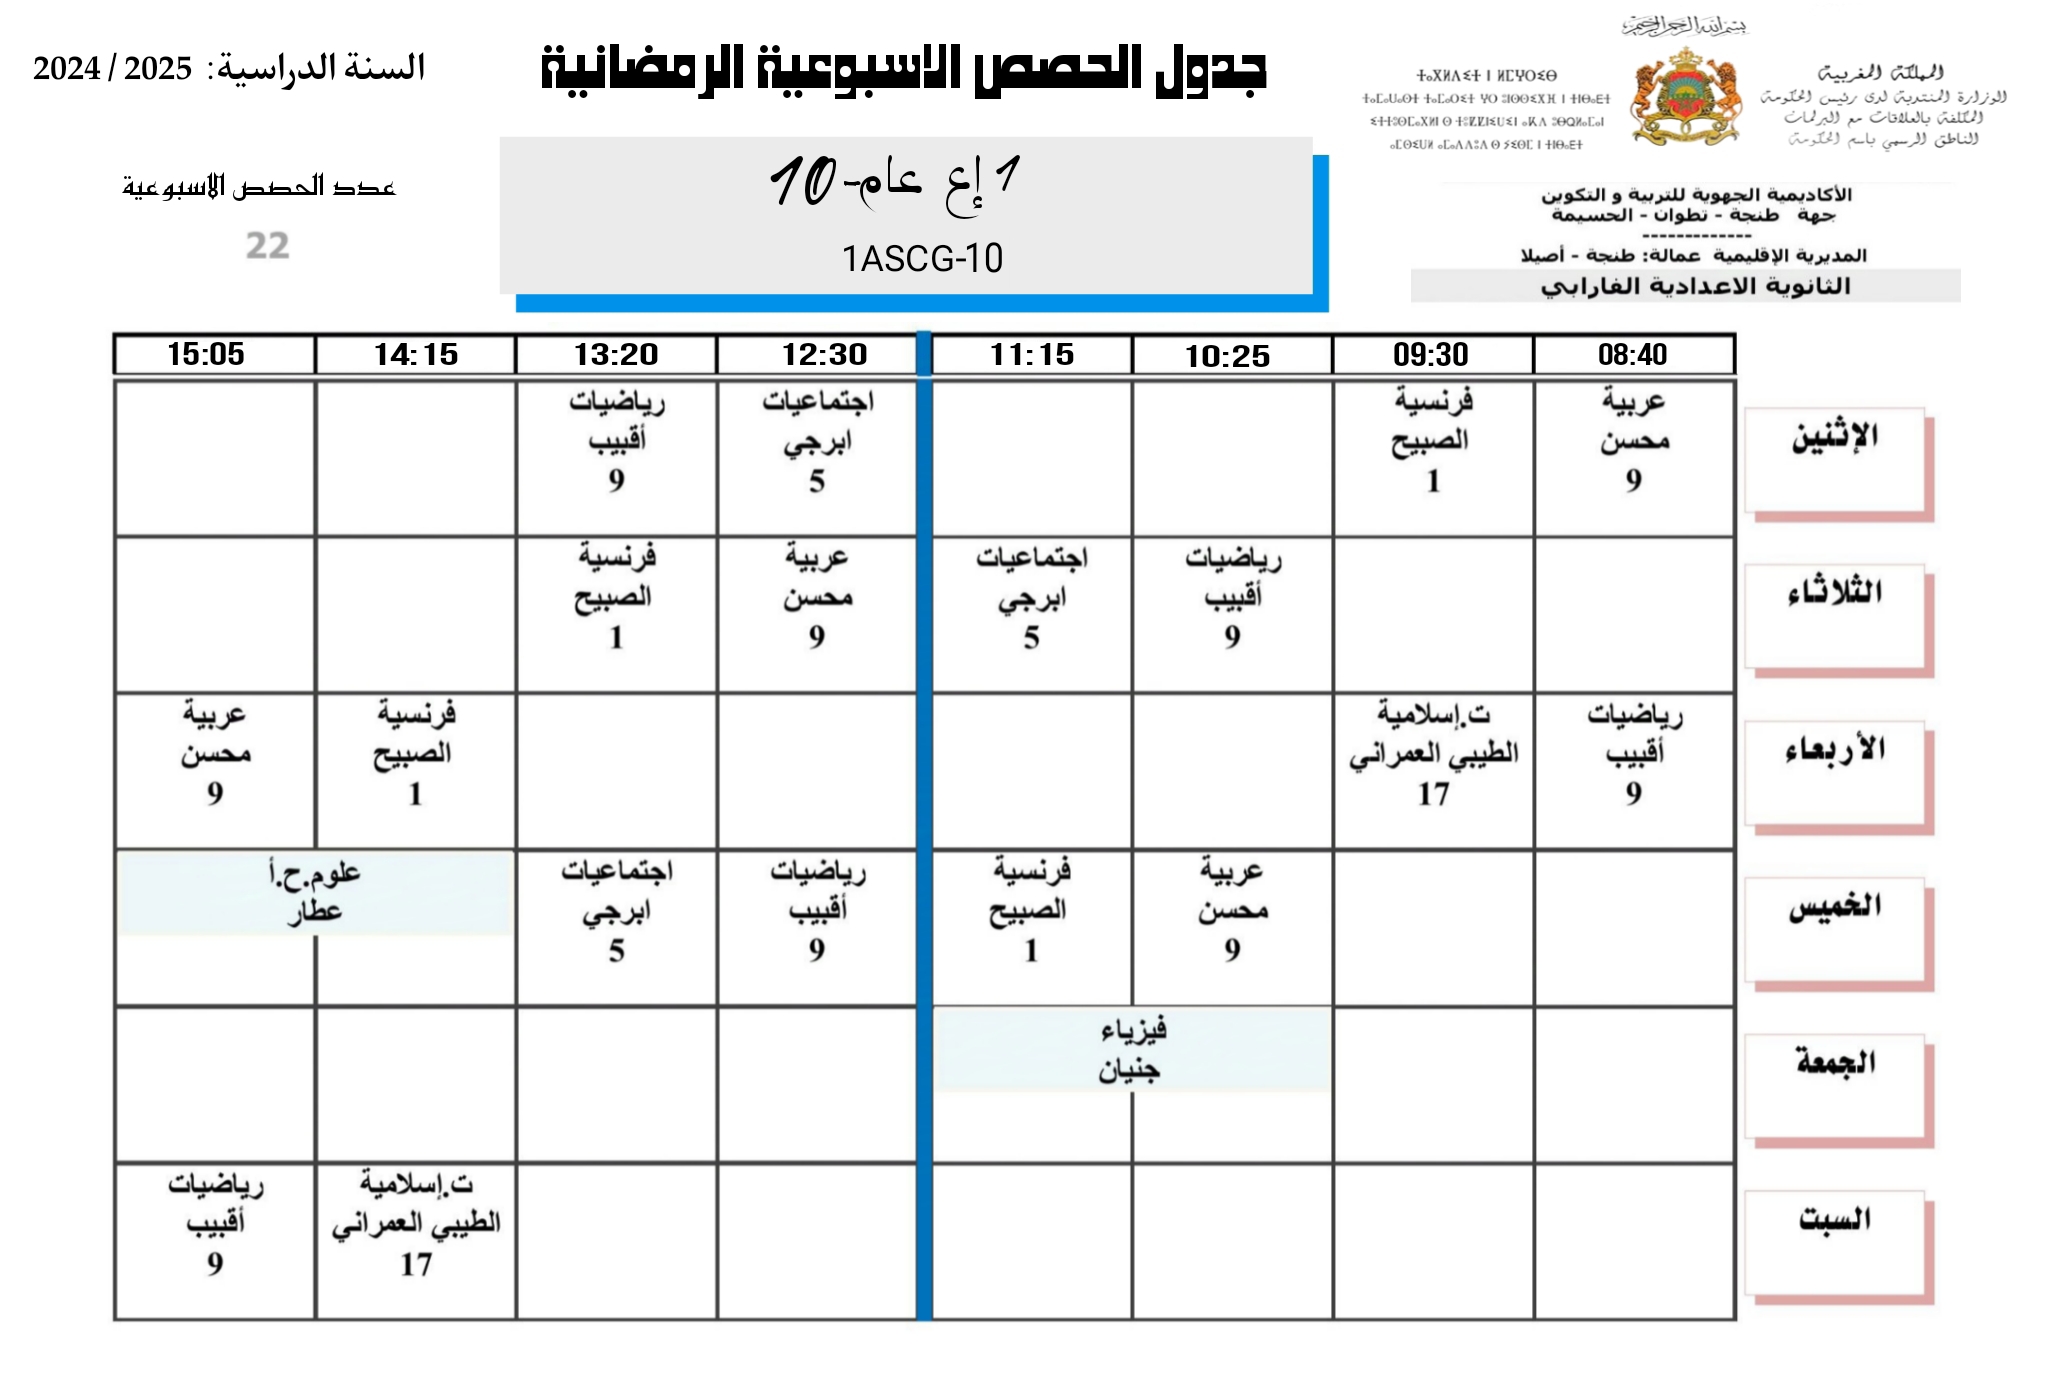 بسم الله الرحمن الرحيم
المملكة المغربية
الوزارة المنتدبة لدى رئيس الحكومة
المكلفة بالعلاقات مع البرلمان
الناطق الرسمي باسم الحكومة
ⵜⴰⴳⵍⴷⵉⵜ ⵏ ⵍⵎⵖⵔⵉⴱ
جدول الحصص الاسبوعية الرمضانية
السنة الدراسية: 2024 / 2025
1 إع عام-10
1ASCG-10
عدد الحصص الاسبوعية
22
الأكاديمية الجهوية للتربية و التكوين
جهة طنجة - تطوان - الحسيمة
-------------
المديرية الإقليمية عمالة: طنجة - أصيلا
الثانوية الاعدادية الفارابي
08:40 09:30 10:25 11:15 12:30 13:20 14:15 15:05
الإثنين
عربية فرنسية اجتماعيات رياضيات
محسن الصبيح ابرجي أقبيب
9 1 5 9
الثلاثاء
رياضيات اجتماعيات عربية فرنسية
أقبيب ابرجي محسن الصبيح
9 5 9 1
الأربعاء
رياضيات ت.إسلامية فرنسية عربية
أقبيب الطيبي العمراني الصبيح محسن
9 17 1 9
الخميس
عربية فرنسية رياضيات اجتماعيات علوم.ح.أ
محسن الصبيح أقبيب ابرجي عطار
9 1 9 5
الجمعة
فيزياء
جنيان
السبت
ت.إسلامية رياضيات
الطيبي العمراني أقبيب
17 9